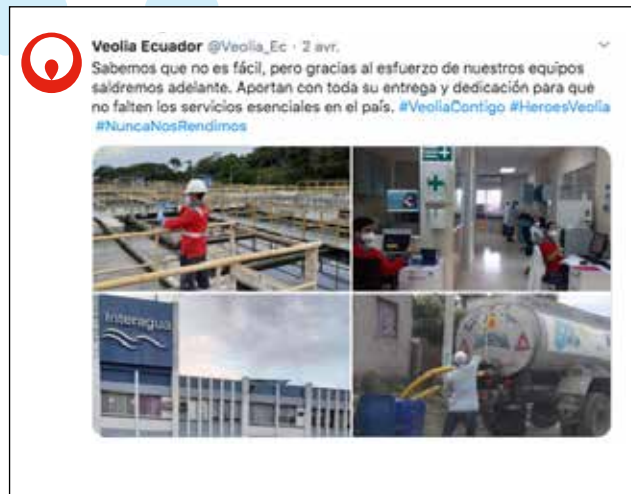 Veolia Ecuador @Veolia_Ec · 2 avr.
Sabemos que no es fácil, pero gracias al esfuerzo de nuestros equipos
saldremos adelante. Aportan con toda su entrega y dedicación para que
no falten los servicios esenciales en el país. #VeoliaContigo #HeroesVeolia
#NuncaNosRendimos
Interagua